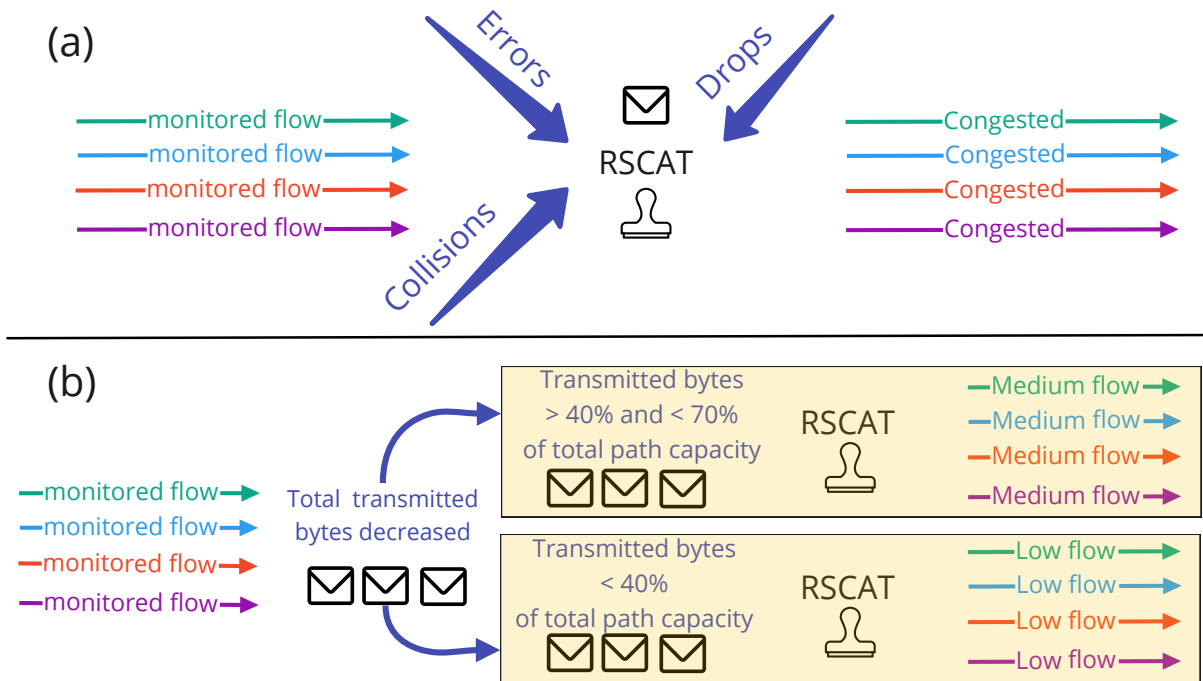 (a)
Errors
Drops
Collisions
monitored flow
monitored flow
monitored flow
monitored flow
RSCAT
Congested
Congested
Congested
Congested
(b)
monitored flow
monitored flow
monitored flow
monitored flow
Total transmitted
bytes decreased
Transmitted bytes
> 40% and < 70%
of total path capacity
RSCAT
Medium flow
Medium flow
Medium flow
Medium flow
Transmitted bytes
< 40%
of total path capacity
RSCAT
Low flow
Low flow
Low flow
Low flow